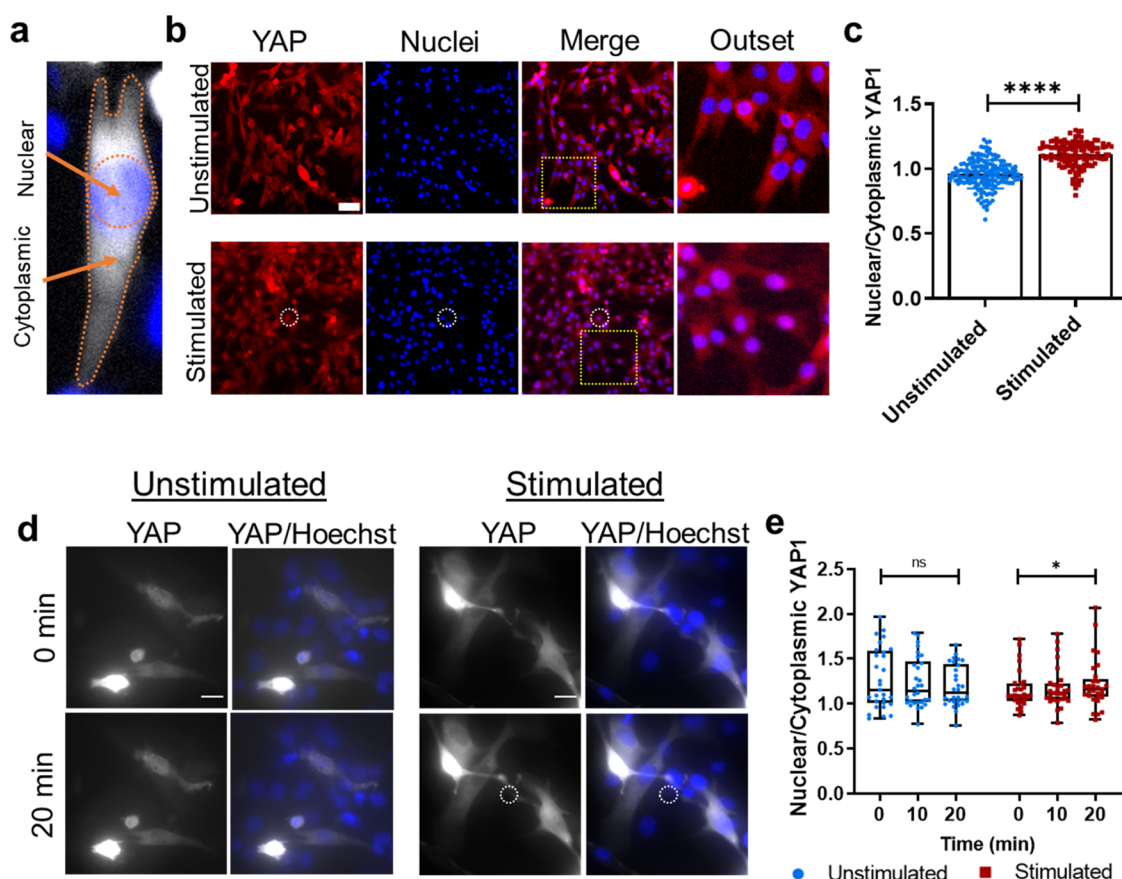 a
Nuclear
Cytoplasmic
b
YAP
Nuclei
Merge
Outset
Unstimulated
Stimulated
c
Nuclear/Cytoplasmic YAP1
1.5
1.0
0.5
0.0
****
Unstimulated
Stimulated
Unstimulated
Stimulated
d
YAP
YAP/Hoechst
YAP
YAP/Hoechst
0 min
20 min
e
Nuclear/Cytoplasmic YAP1
2.5
2.0
1.5
1.0
0.5
0.0
ns
*
0 10 20 0 10 20
Time (min)
Unstimulated Stimulated